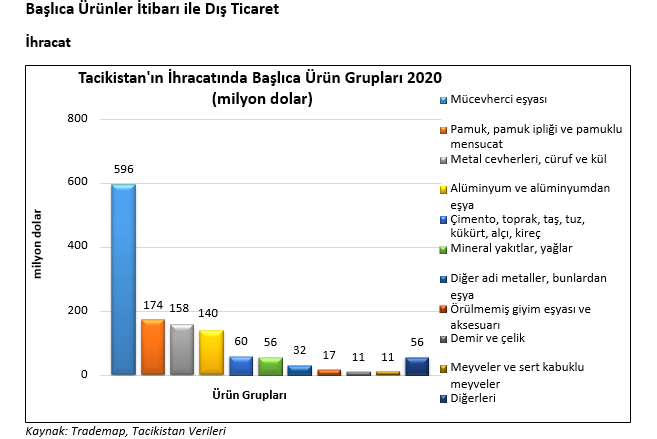 Başlıca Ürünler İtibarı ile Dış Ticaret
İhracat
Tacikistan'ın İhracatında Başlıca Ürün Grupları 2020
(milyon dolar)
milyon dolar
800
600
400
200
0
596
174
158
140
60
56
32
17
11
11
56
Ürün Grupları
Mücevherci eşyası
Pamuk, pamuk ipliği ve pamuklu
mensucat
Metal cevherleri, cüruf ve kül
Alüminyum ve alüminyumdan
eşya
Çimento, toprak, taş, tuz,
kükürt, alçı, kireç
Mineral yakıtlar, yağlar
Diğer adi metaller, bunlardan
eşya
Örülmemiş giyim eşyası ve
aksesuarı
Demir ve çelik
Meyveler ve sert kabuklu
meyveler
Diğerleri
Kaynak: Trademap, Tacikistan Verileri